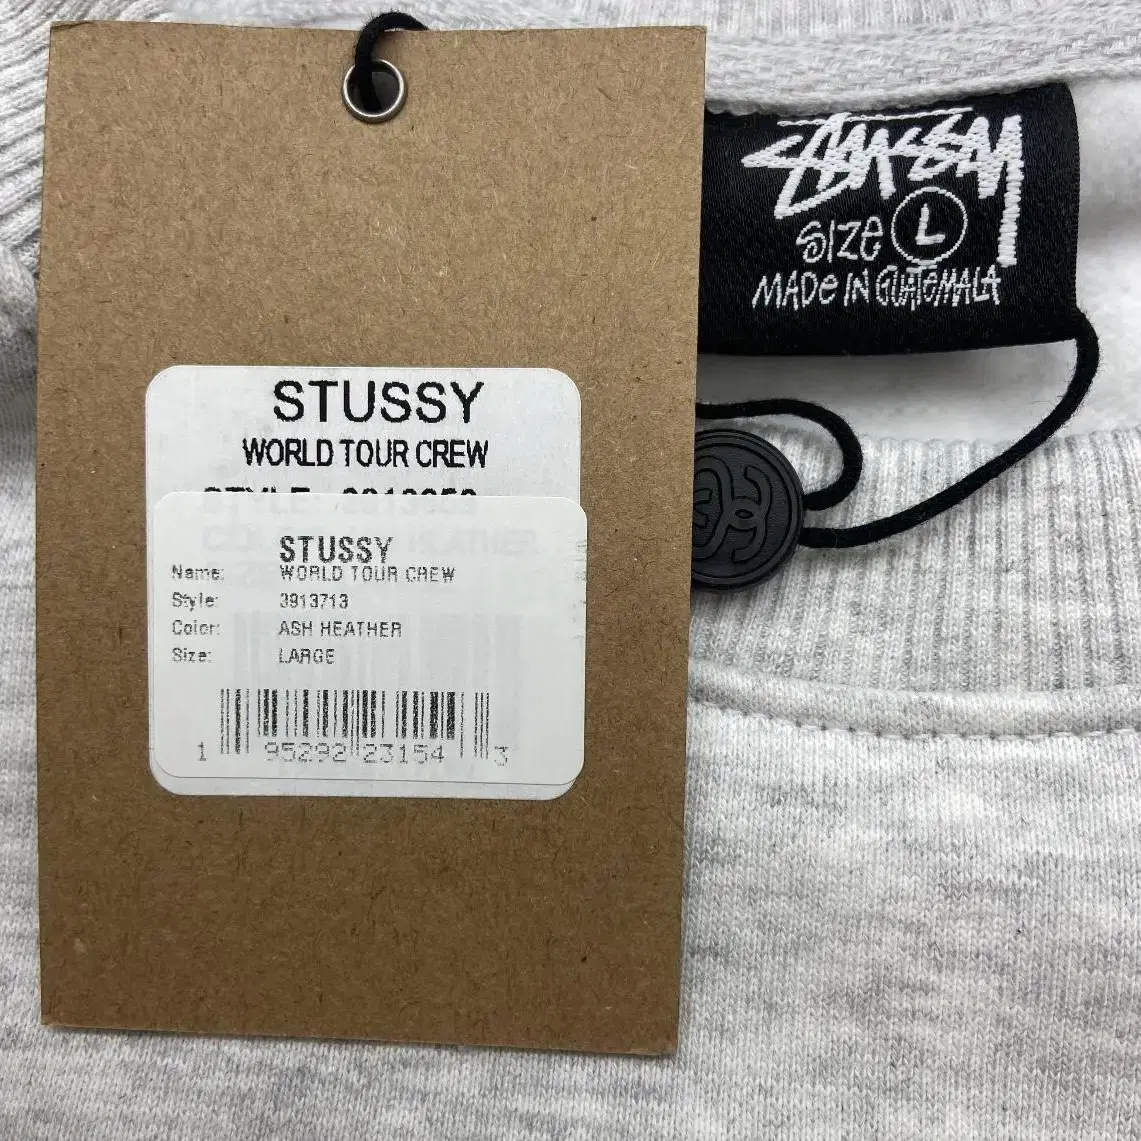 STUSSY
SIZE L
MADe IN GUATeMALA
STUSSY
WORLD TOUR CREW
STUSSY
Name: WORLD TOUR CREW
Style: 3913713
Color: ASH HEATHER
Size: LARGE
1 95292 23154 3